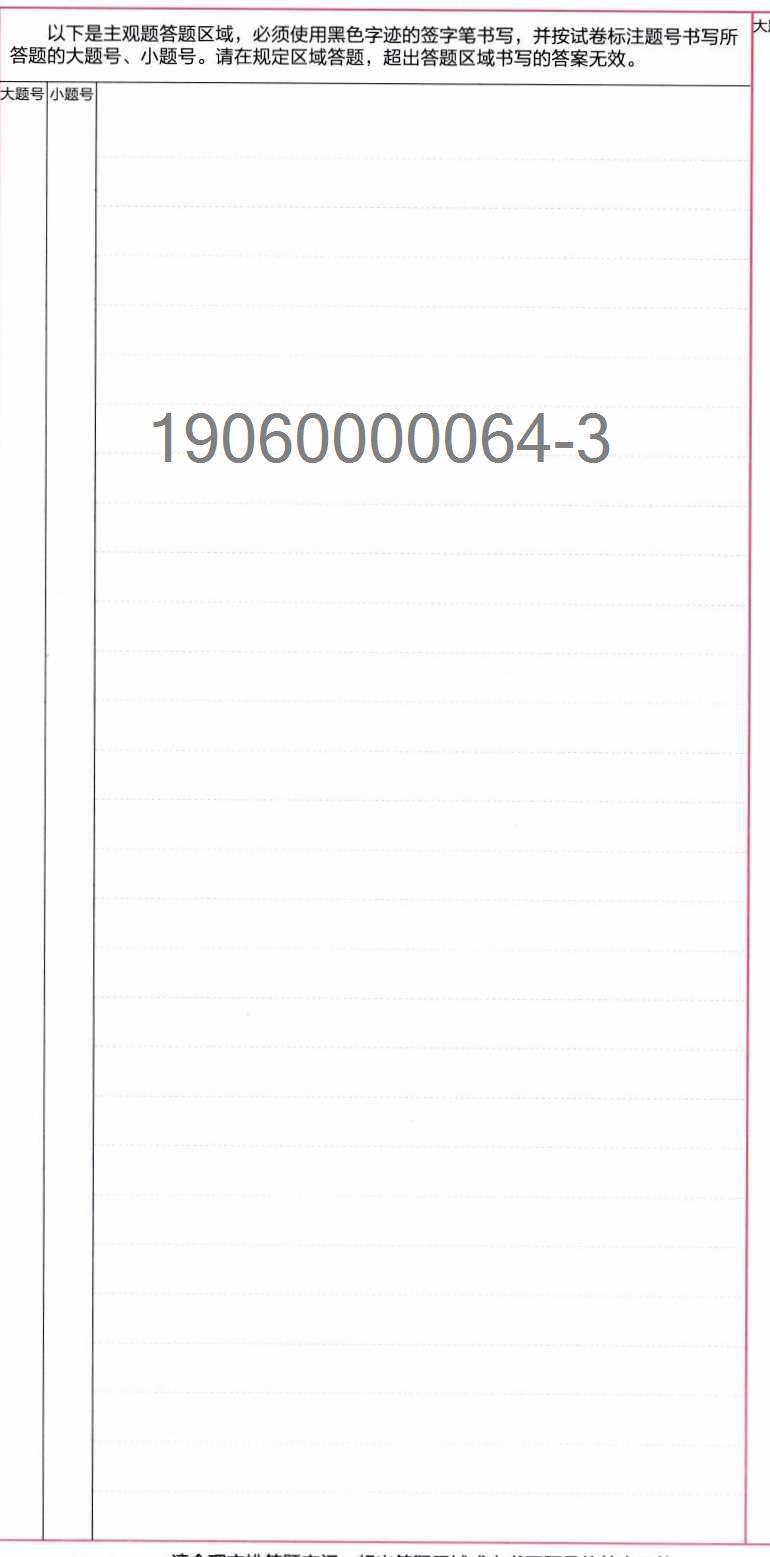 以下是主观题答题区域，必须使用黑色字迹的签字笔书写，并按试卷标注题号书写所
答题的大题号、小题号。请在规定区域答题，超出答题区域书写的答案无效。
大题号 小题号
19060000064-3